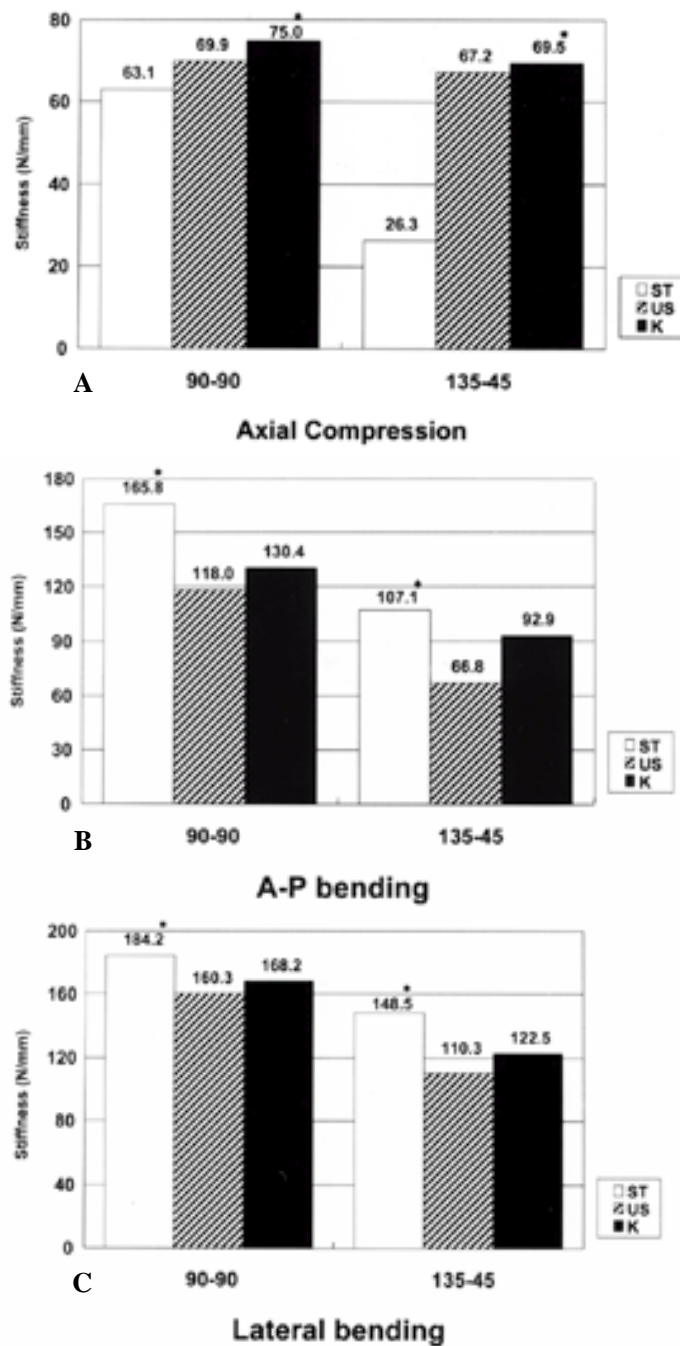 80
60
40
20
0
Stiffness (N/mm)
63.1
69.9
75.0
*
26.3
67.2
69.5
*
ST
US
K
A
90-90
135-45
Axial Compression
180
150
120
90
60
30
0
Stiffness (N/mm)
165.8
*
118.0
130.4
107.1
*
66.8
92.9
ST
US
K
B
90-90
135-45
A-P bending
200
160
120
80
40
0
Stiffness (N/mm)
184.2
*
160.3
168.2
148.5
*
110.3
122.5
ST
US
K
C
90-90
135-45
Lateral bending